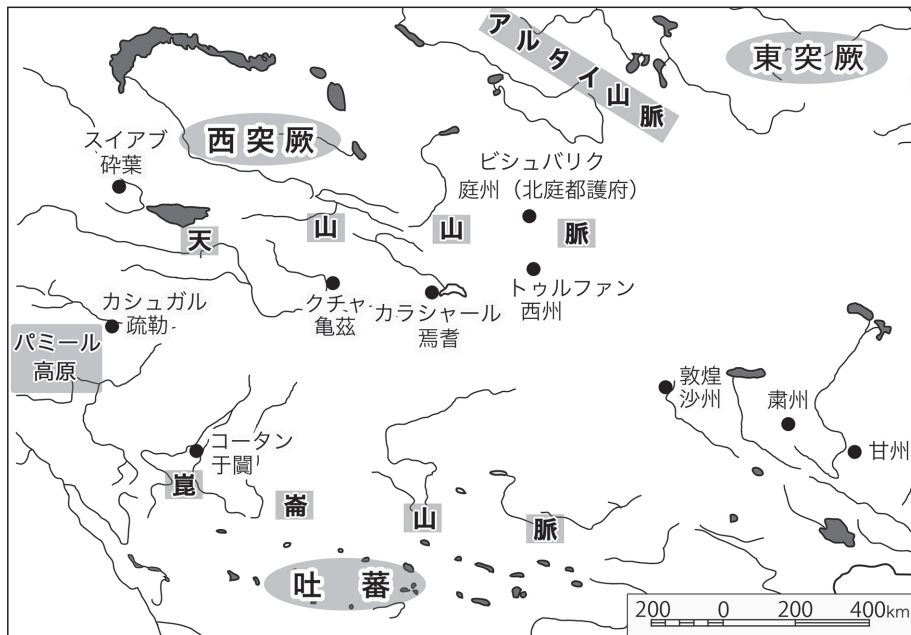 アルタイ山脈
東突厥
西突厥
スイアブ
砕葉
ビシュバリク
庭州(北庭都護府)
天山山脈
トゥルファン
西州
クチャ
亀茲
カラシャール
焉耆
カシュガル
疏勒
パミール
高原
敦煌
沙州
粛州
甘州
コータン
于闐
崑崙山脈
吐蕃
200 0 200 400km